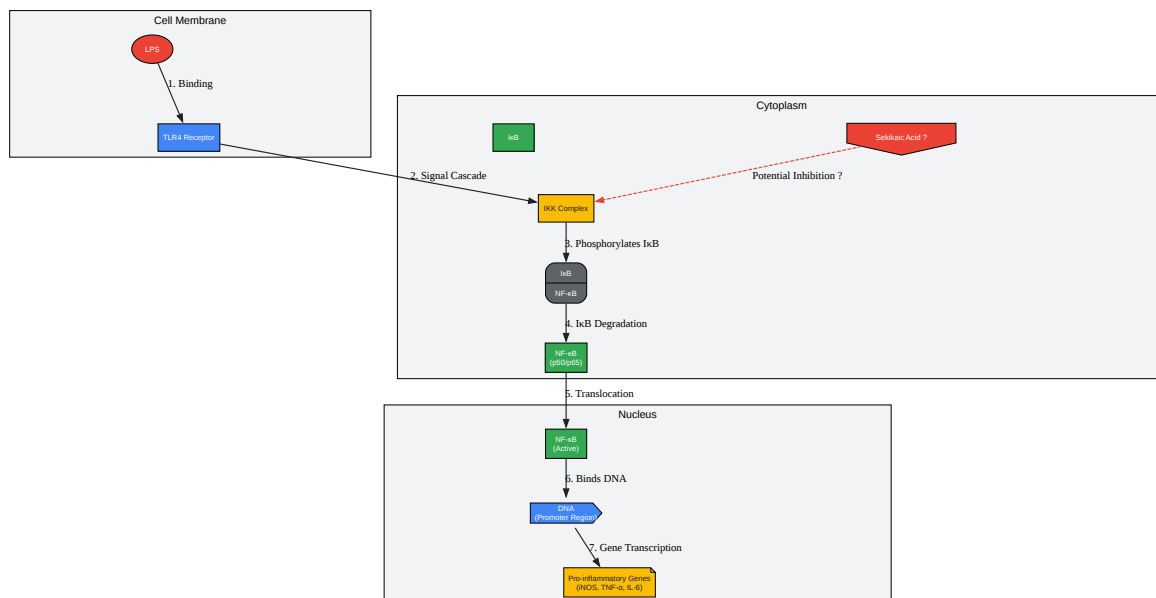 Cell Membrane
LPS
1. Binding
TLR4 Receptor
Cytoplasm
IκB
Sekikaic Acid ?
2. Signal Cascade
Potential Inhibition ?
IKK Complex
3. Phosphorylates IκB
IκB
NF-κB
4. IκB Degradation
NF-κB
(p50/p65)
5. Translocation
Nucleus
NF-κB
(Active)
6. Binds DNA
DNA
(Promoter Region)
7. Gene Transcription
Pro-inflammatory Genes
(iNOS, TNF-α, IL-6)